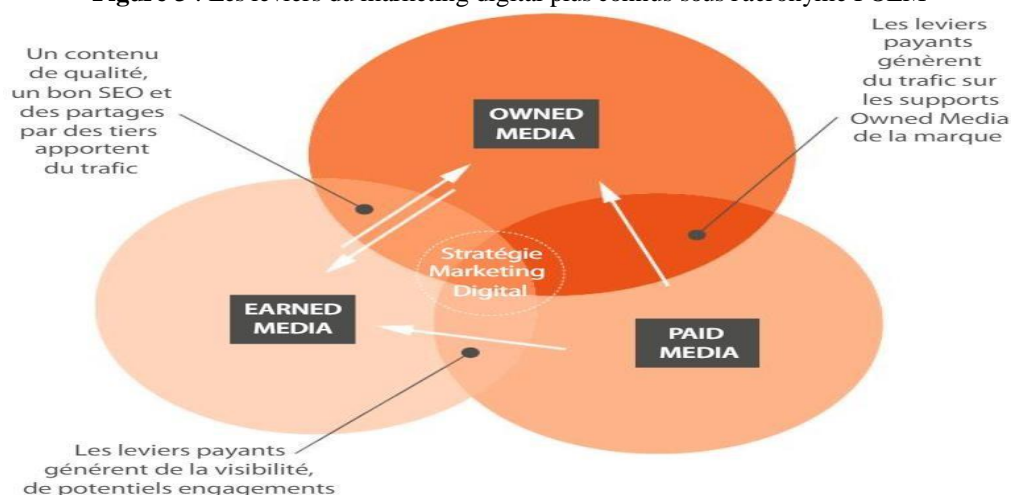 Figure : Les leviers du marketing digital plus connus sous l'acronyme POEM
Un contenu
de qualité,
un bon SEO et
des partages
par des tiers
apportent
du trafic
Les leviers
payants
génèrent
du trafic sur
les supports
Owned Media
de la marque
OWNED
MEDIA
Stratégie
Marketing
Digital
EARNED
MEDIA
PAID
MEDIA
Les leviers payants
générent de la visibilité,
de potentiels engagements